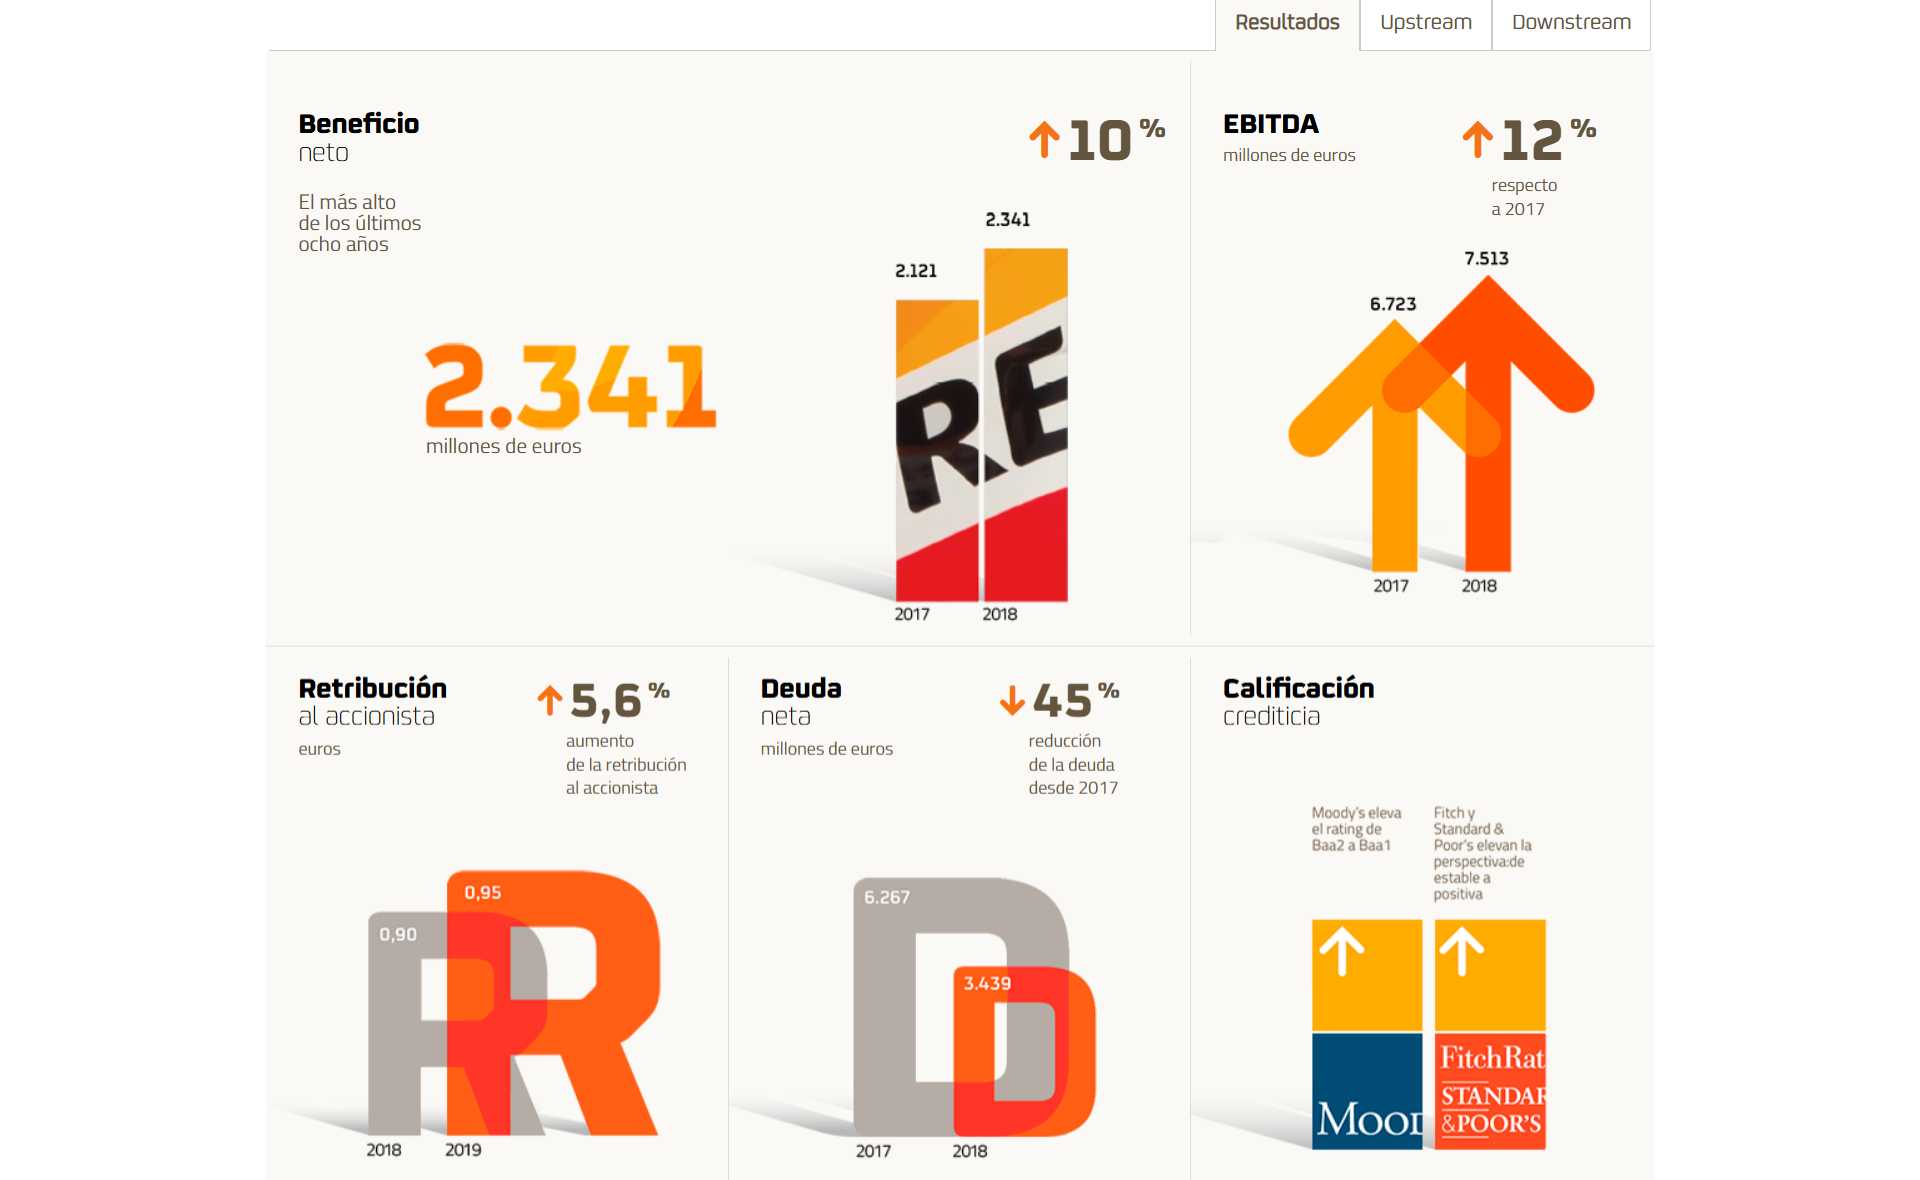 Resultados
Upstream
Downstream
Beneficio
neto
10 %
El más alto
de los últimos
ocho años
2.341
millones de euros
2.121
2.341
RE
2017
2018
EBITDA
millones de euros
12 %
respecto
a 2017
6.723
7.513
2017
2018
Retribución
al accionista
euros
5,6 %
aumento
de la retribución
al accionista
0,90
0,95
2018
2019
Deuda
neta
millones de euros
45 %
reducción
de la deuda
desde 2017
6.267
3.439
2017
2018
Calificación
crediticia
Moody's eleva
el rating de
Baa2 a Baa1
Fitch y
Standard &
Poor's elevan la
perspectiva:de
estable a
positiva
Moo
FitchRat
STANDAR
&POOR'S